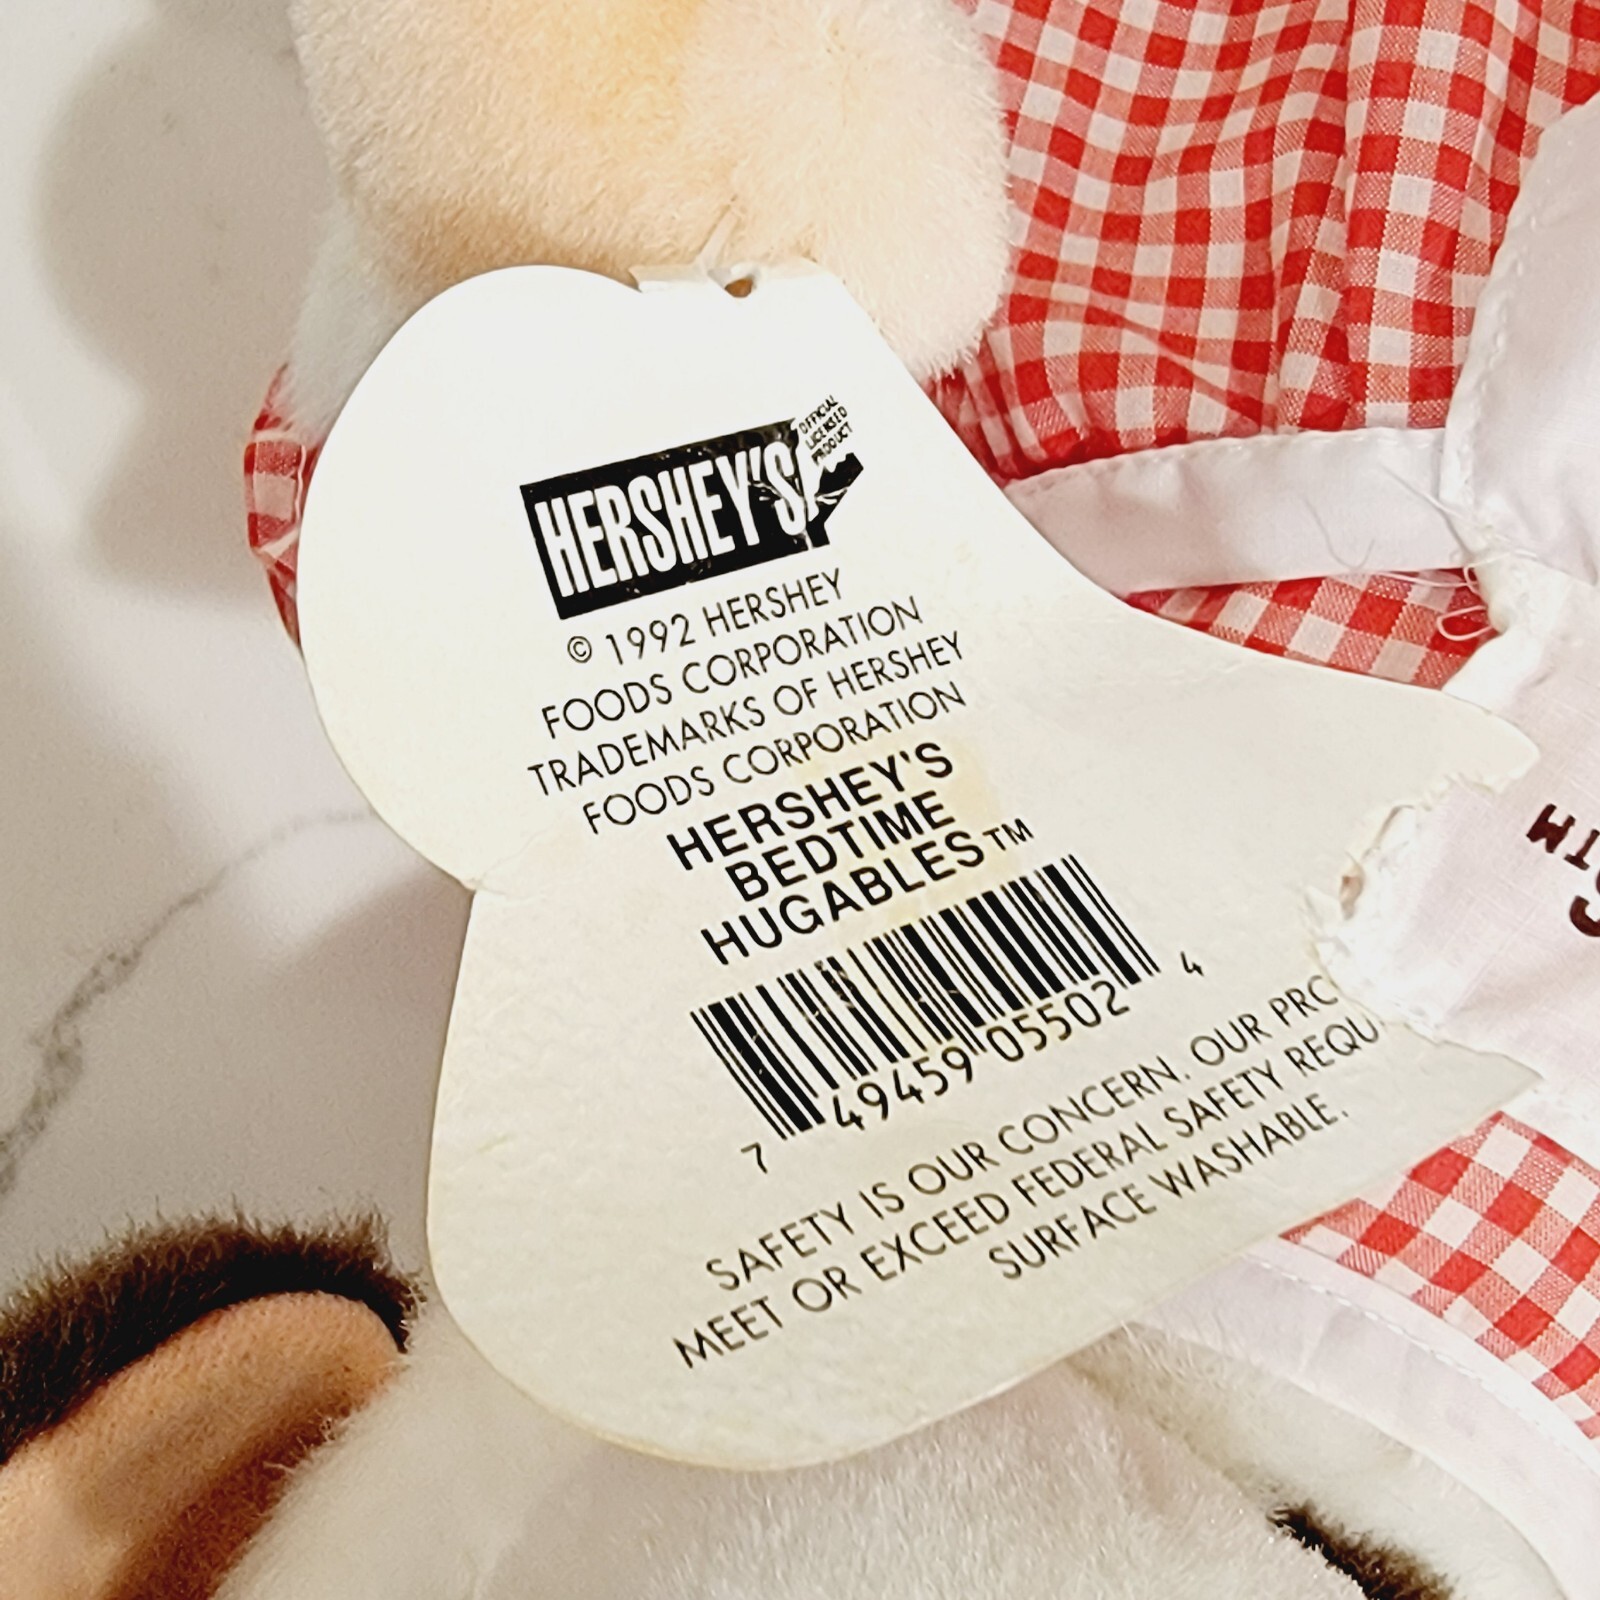 HERSHEY'S
OFFICIAL
LICENSED
PRODUCT
© 1992 HERSHEY
FOODS CORPORATION
TRADEMARKS OF HERSHEY
FOODS CORPORATION
HERSHEY'S
BEDTIME
HUGABLES™
7 49459 05502 4
SAFETY IS OUR CONCERN. OUR PRO
MEET OR EXCEED FEDERAL SAFETY REQU
SURFACE WASHABLE.